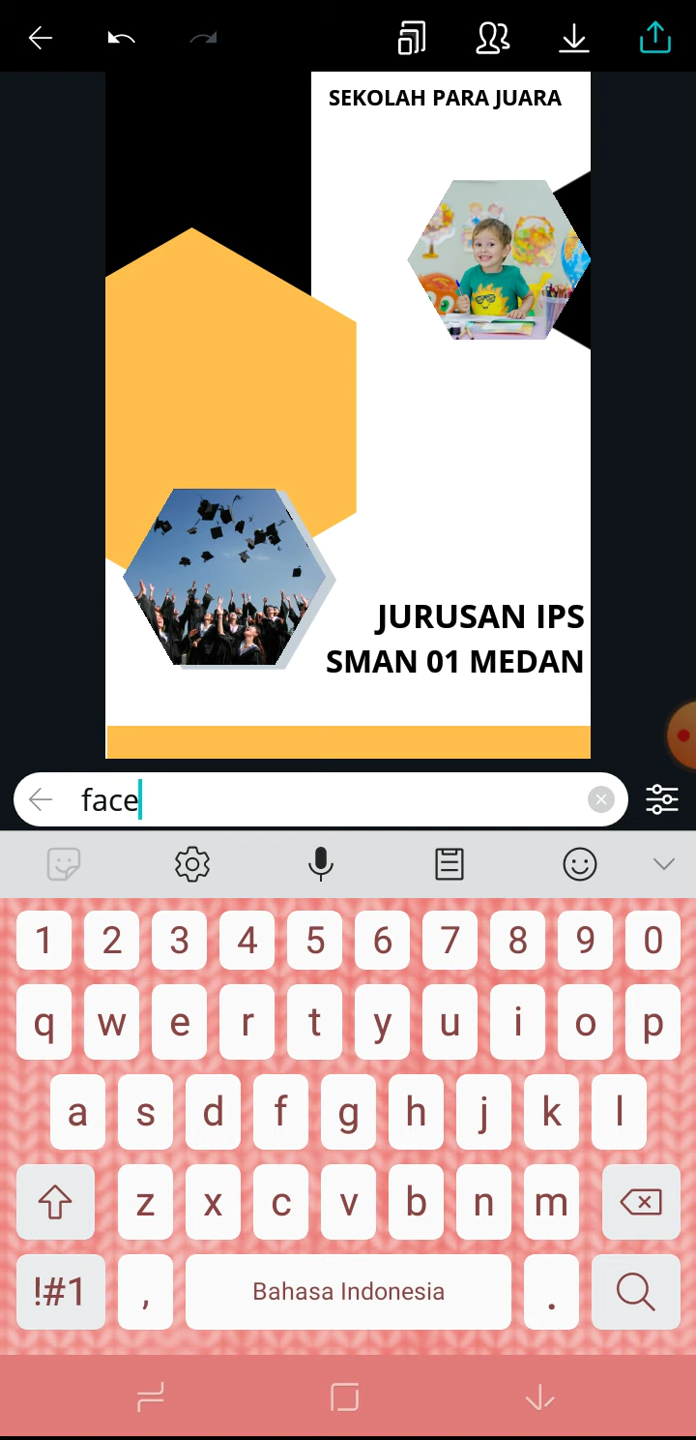 SEKOLAH PARA JUARA
JURUSAN IPS
SMAN 01 MEDAN
face
1 2 3 4 5 6 7 8 9 0
q w e r t y u i o p
a s d f g h j k l
z x c v b n m
!#1 , Bahasa Indonesia .